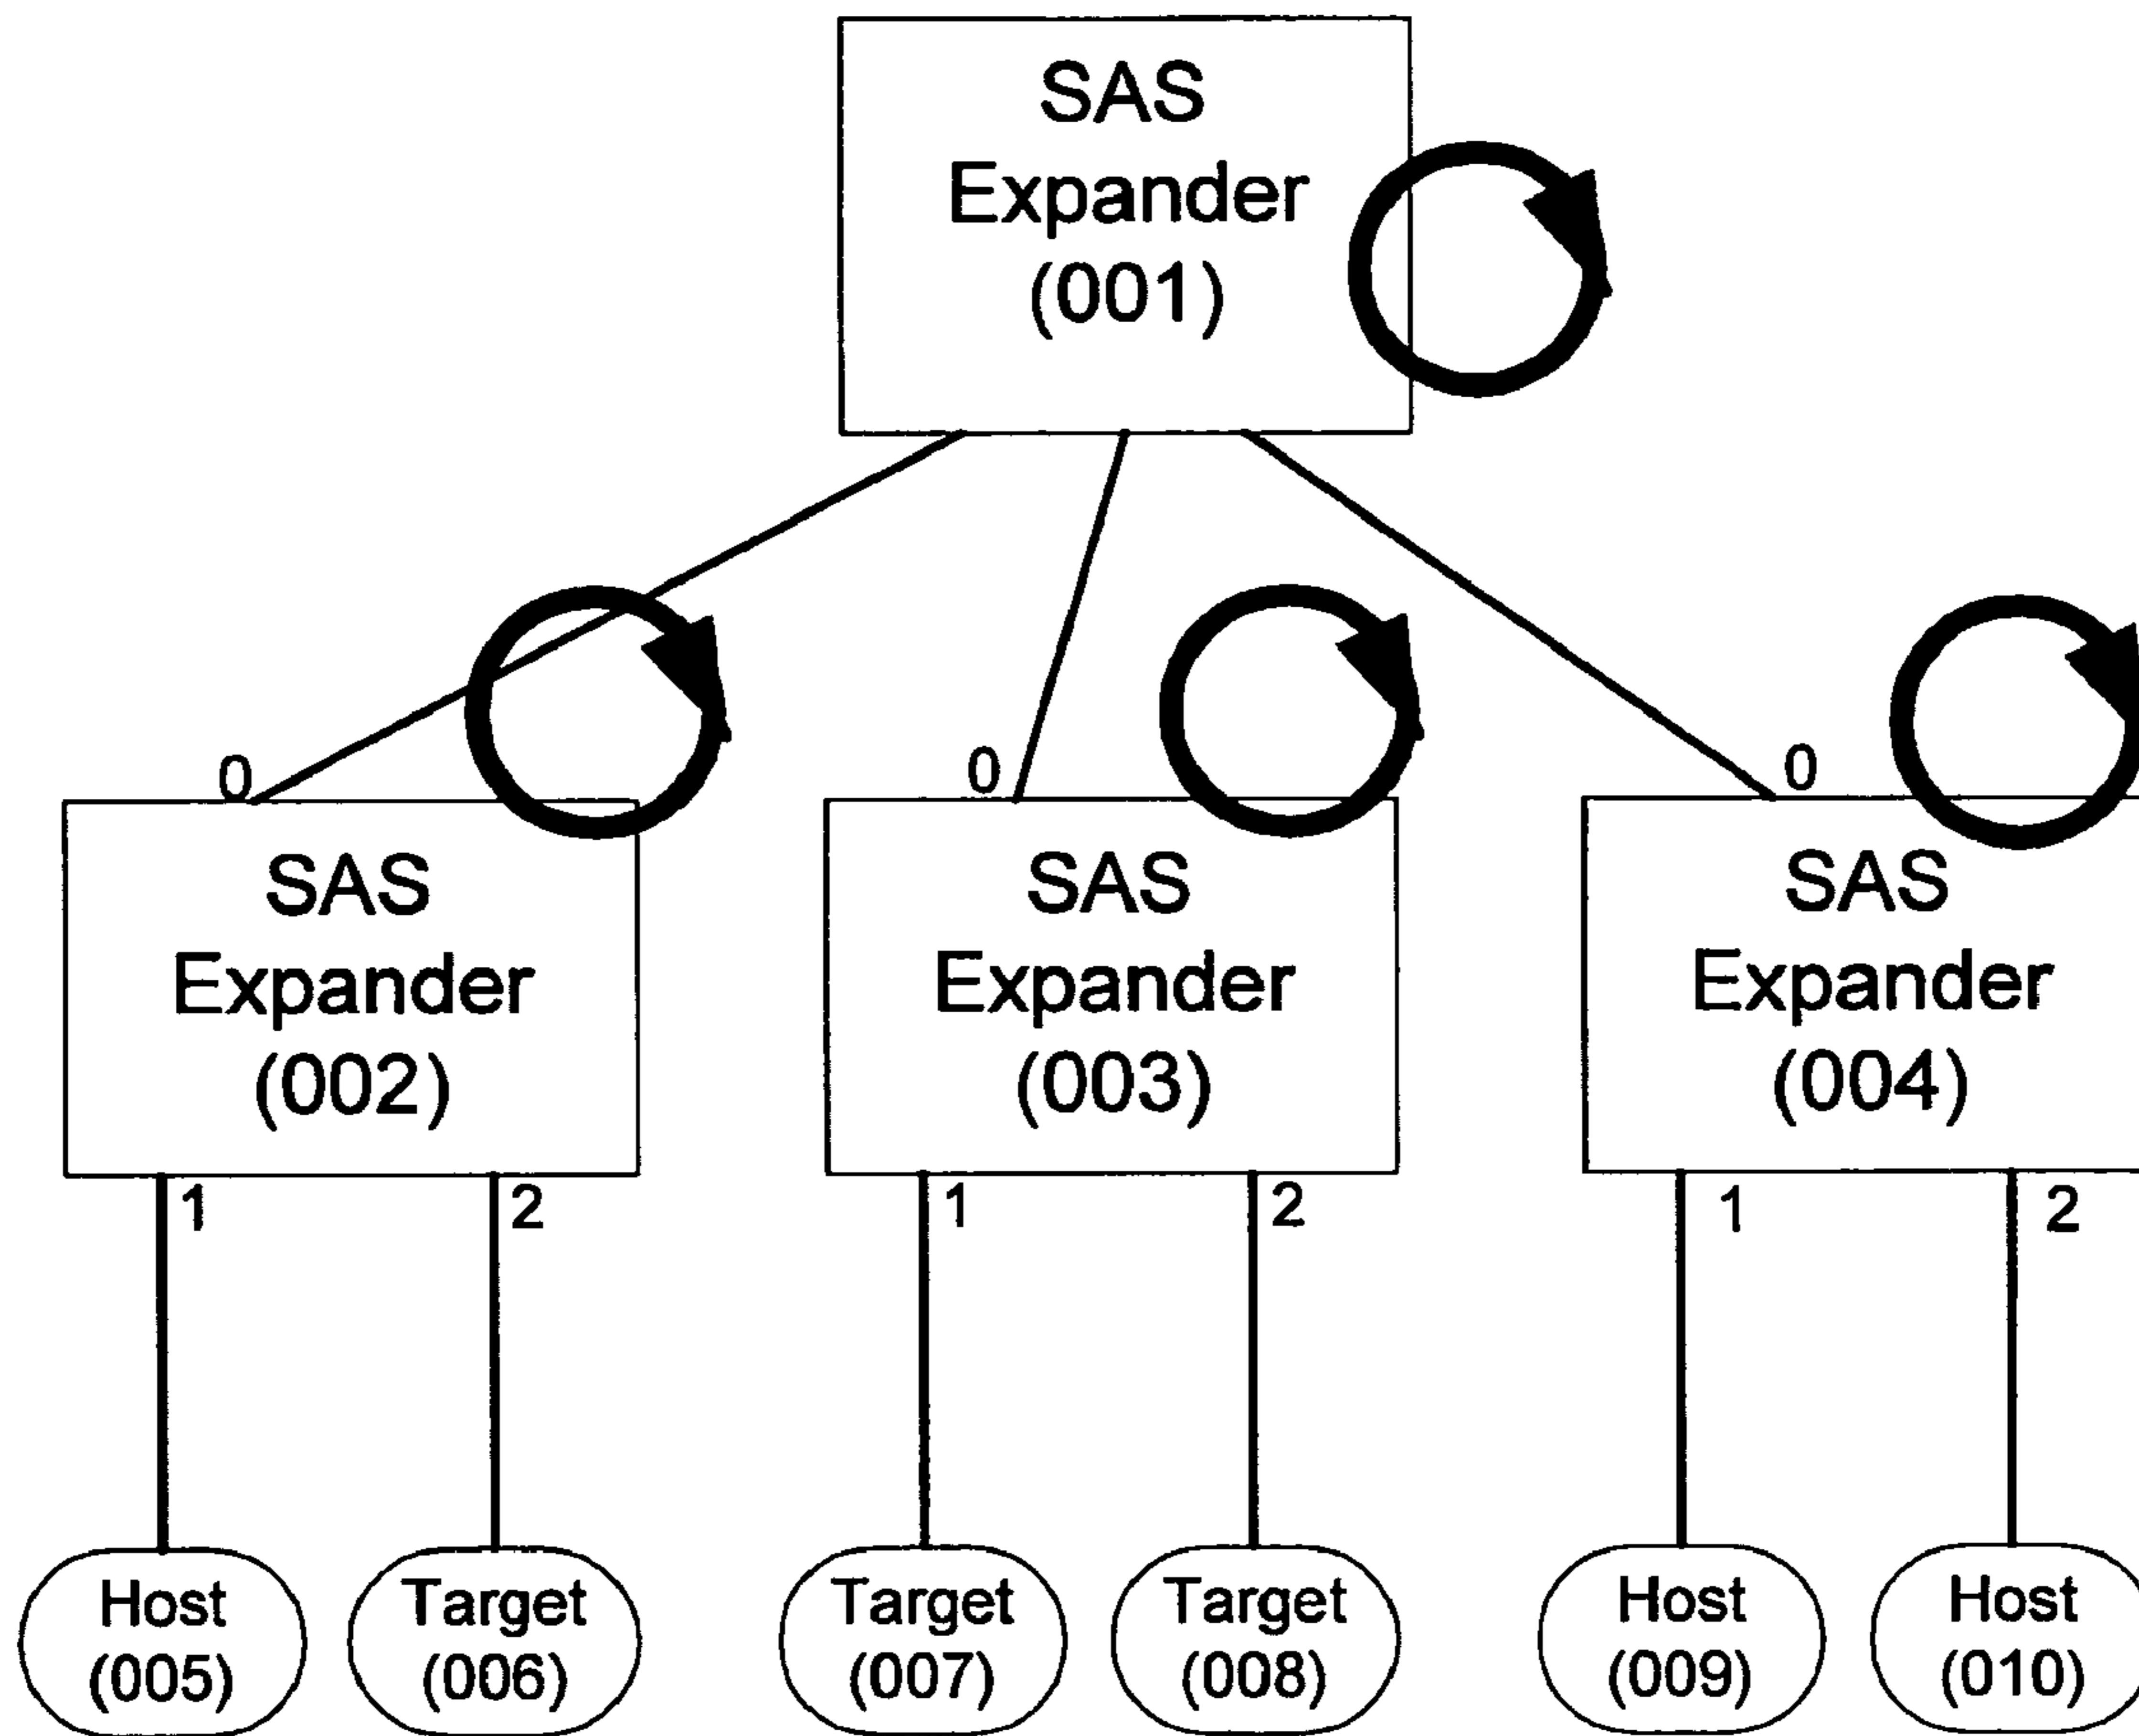 SAS
Expander
(001)
0
0
0
SAS
Expander
(002)
SAS
Expander
(003)
SAS
Expander
(004)
1
2
1
2
1
2
Host
(005)
Target
(006)
Target
(007)
Target
(008)
Host
(009)
Host
(010)